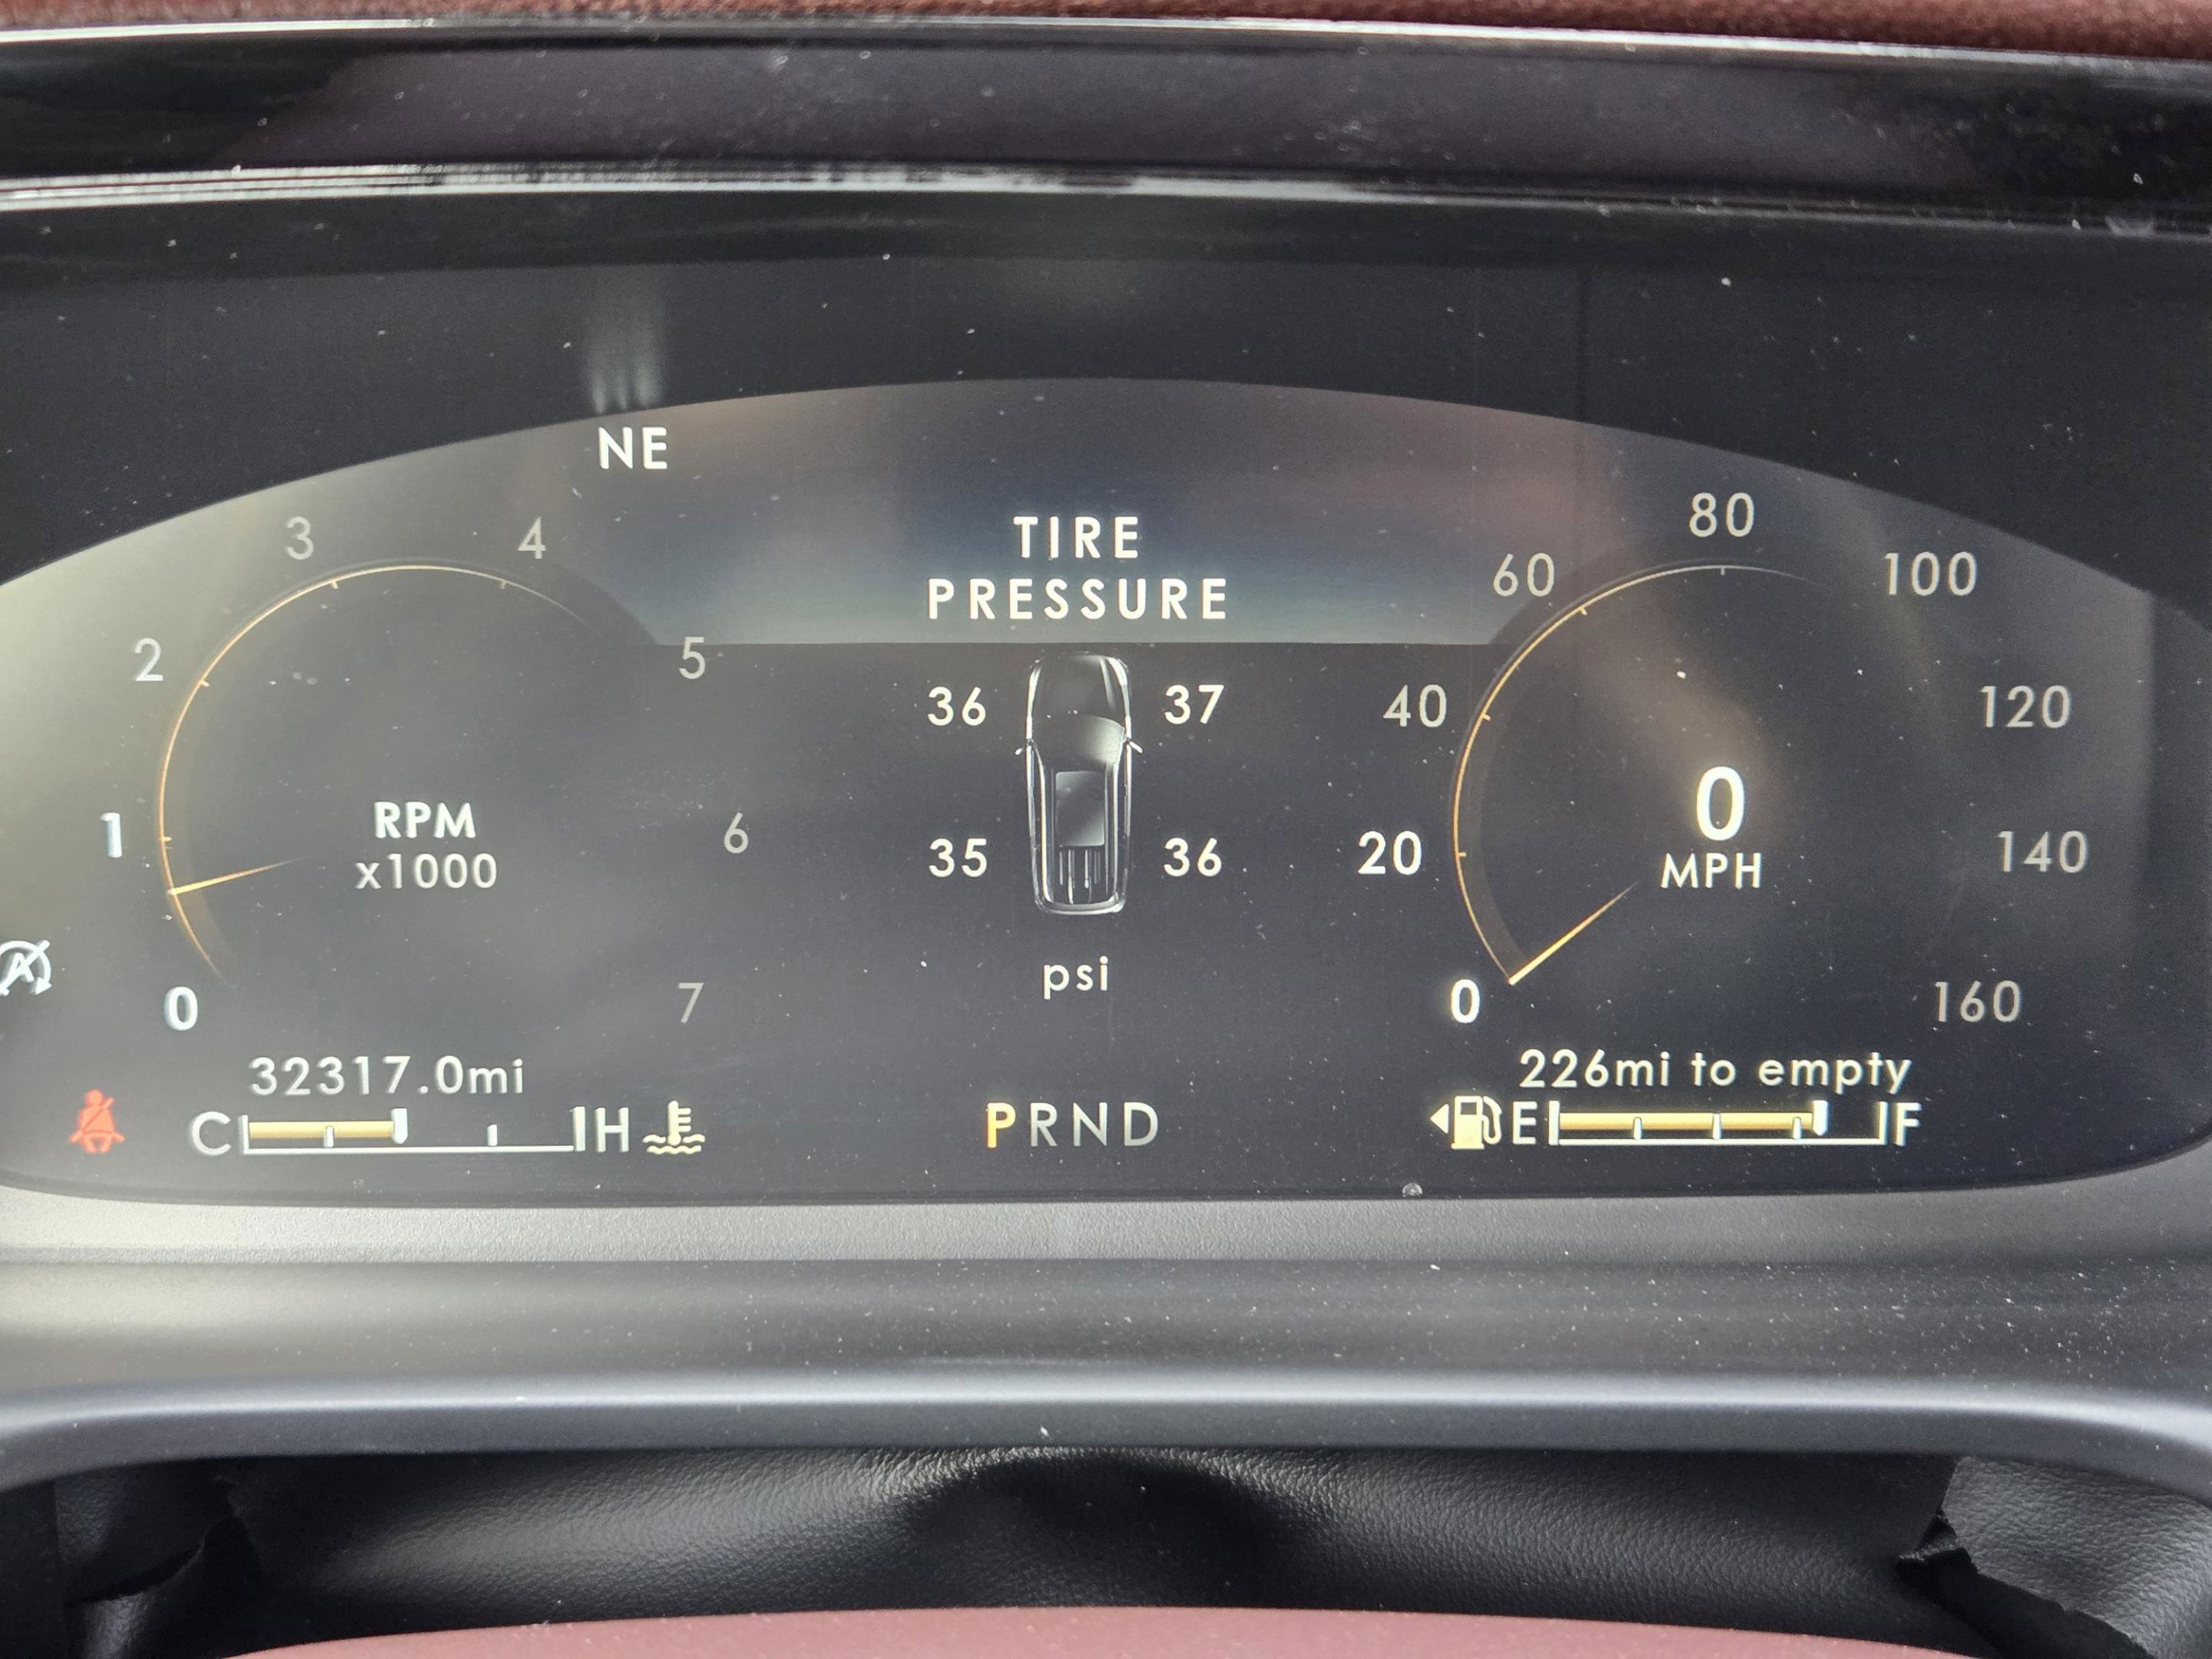 NE
TIRE
PRESSURE
3 4
2 5
1 6
0 7
RPM
x1000
36 37
35 36
psi
80
60 100
40 120
20 140
0 160
0
MPH
A
32317.0mi
C H
PRND
226mi to empty
E F